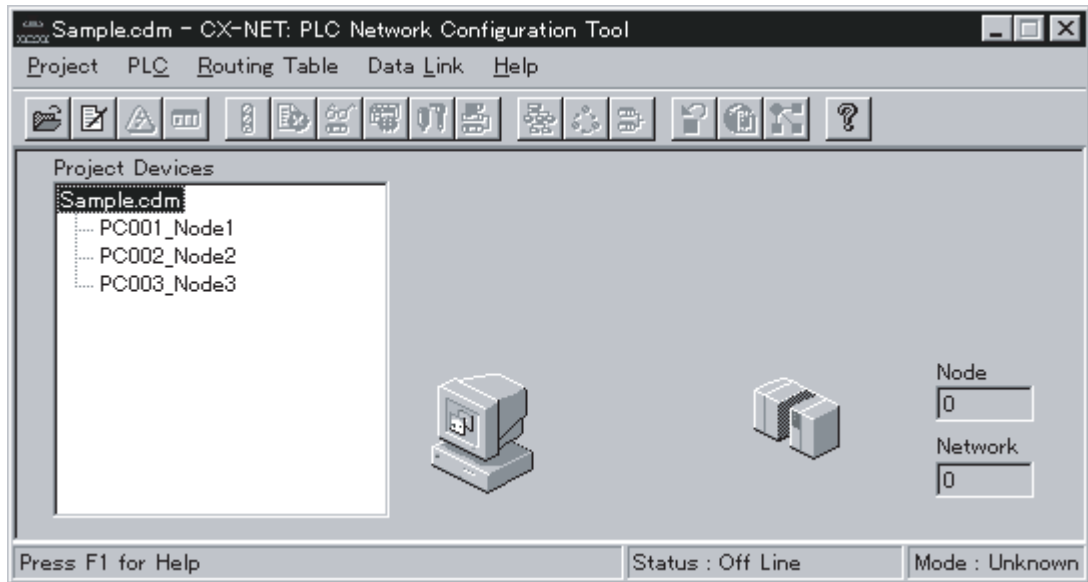 Sample.cdm - CX-NET: PLC Network Configuration Tool
Project PLC Routing Table Data Link Help
Project Devices
Sample.cdm
PC001_Node1
PC002_Node2
PC003_Node3
Node
0
Network
0
Press F1 for Help Status : Off Line Mode : Unknown